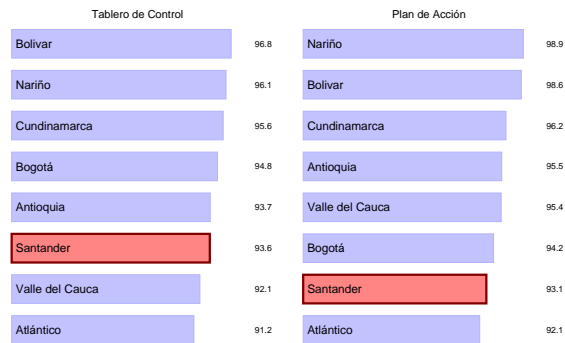 Tablero de Control
Bolivar 96.8
Nariño 96.1
Cundinamarca 95.6
Bogotá 94.8
Antioquia 93.7
Santander 93.6
Valle del Cauca 92.1
Atlántico 91.2
Plan de Acción
Nariño 98.9
Bolivar 98.6
Cundinamarca 96.2
Antioquia 95.5
Valle del Cauca 95.4
Bogotá 94.2
Santander 93.1
Atlántico 92.1